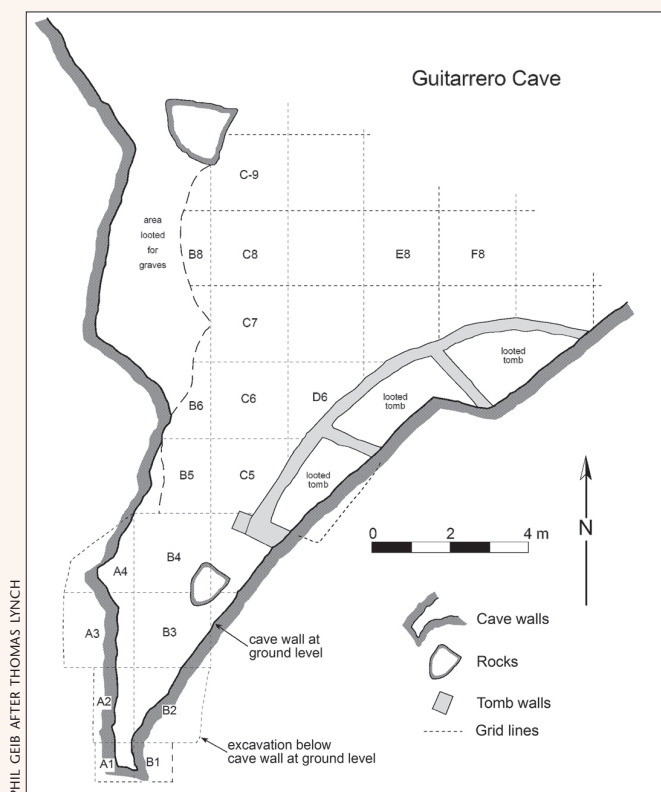 Guitarrero Cave
C-9
area
looted
for
graves
B8
C8
E8
F8
C7
looted
tomb
B6
C6
D6
looted
tomb
B5
C5
looted
tomb
N
0 2 4 m
A4
B4
A3
B3
cave wall at
ground level
A2
B2
excavation below
cave wall at ground level
A1
B1
Cave walls
Rocks
Tomb walls
Grid lines
PHIL GEIB AFTER THOMAS LYNCH